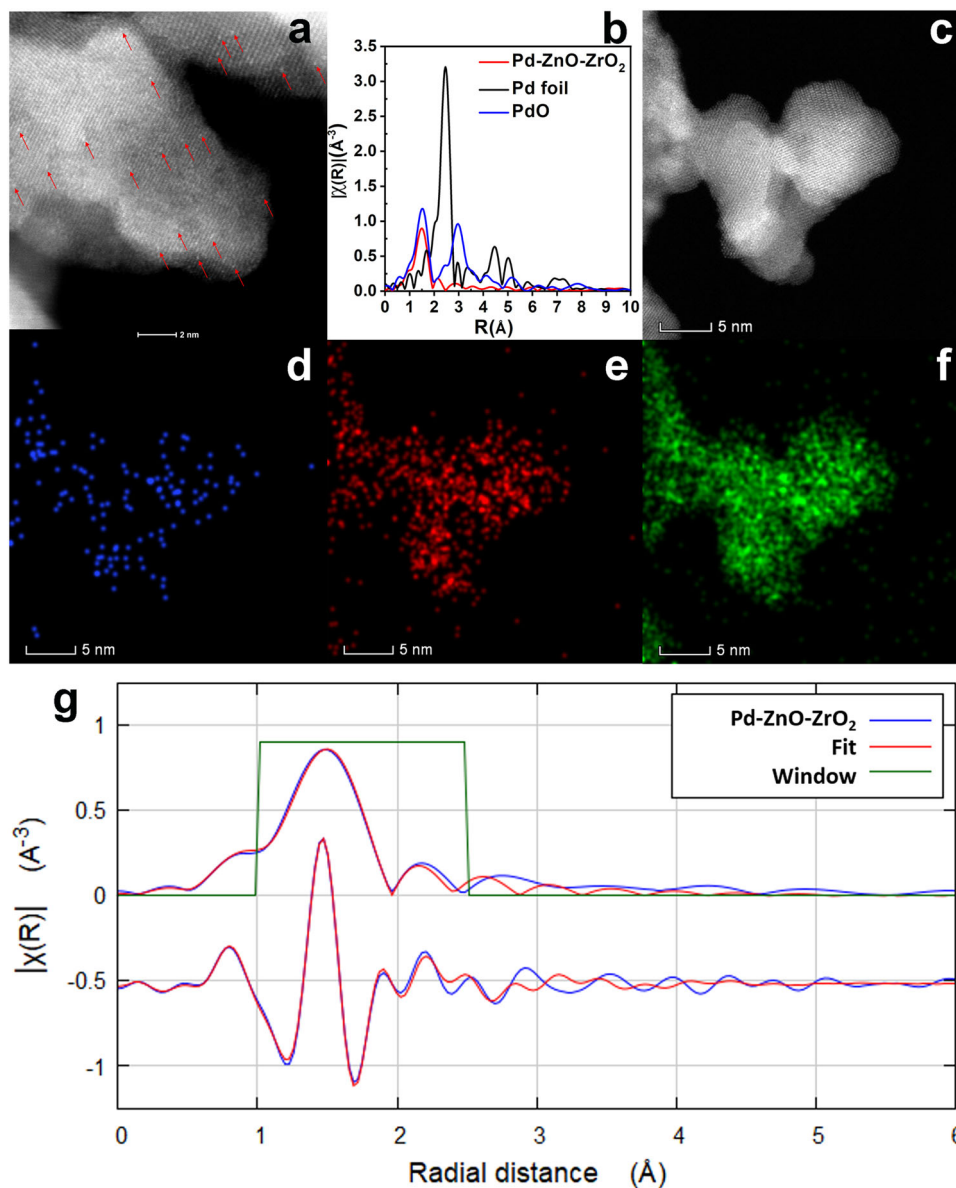 a
2 nm
b
Pd-ZnO-ZrO₂
Pd foil
PdO
|χ(R)|(Å⁻³)
3.5
3.0
2.5
2.0
1.5
1.0
0.5
0.0
0 1 2 3 4 5 6 7 8 9 10
R(Å)
c
5 nm
d
5 nm
e
5 nm
f
5 nm
g
Pd-ZnO-ZrO₂
Fit
Window
|χ(R)| (A⁻³)
1
0.5
0
-0.5
-1
0 1 2 3 4 5 6
Radial distance (Å)